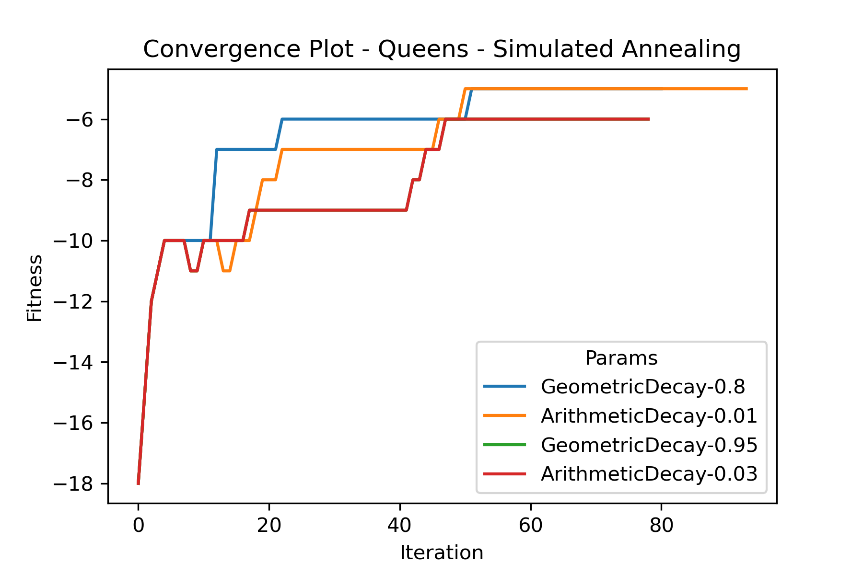 Convergence Plot - Queens - Simulated Annealing
Fitness
−6
−8
−10
−12
−14
−16
−18
Params
GeometricDecay-0.8
ArithmeticDecay-0.01
GeometricDecay-0.95
ArithmeticDecay-0.03
0 20 40 60 80
Iteration